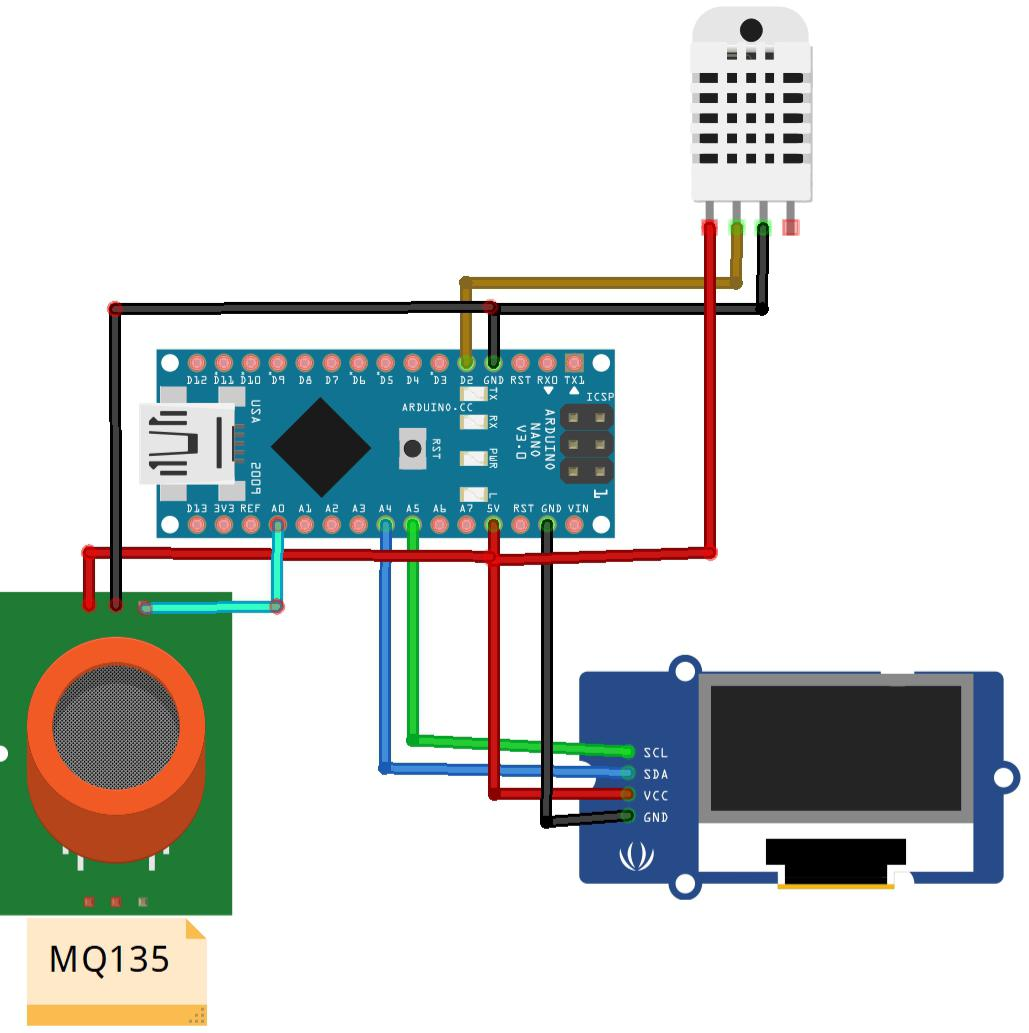 D12 D11 D10 D9 D8 D7 D6 D5 D4 D3 D2 GND RST RX0 TX1
ICSP
TX
ARDUINO.CC
USA
RX
RST
ARDUINO
NANO
V3.0
PWR
2009
1
L
D13 3V3 REF A0 A1 A2 A3 A4 A5 A6 A7 5V RST GND VIN
SCL
SDA
VCC
GND
MQ135